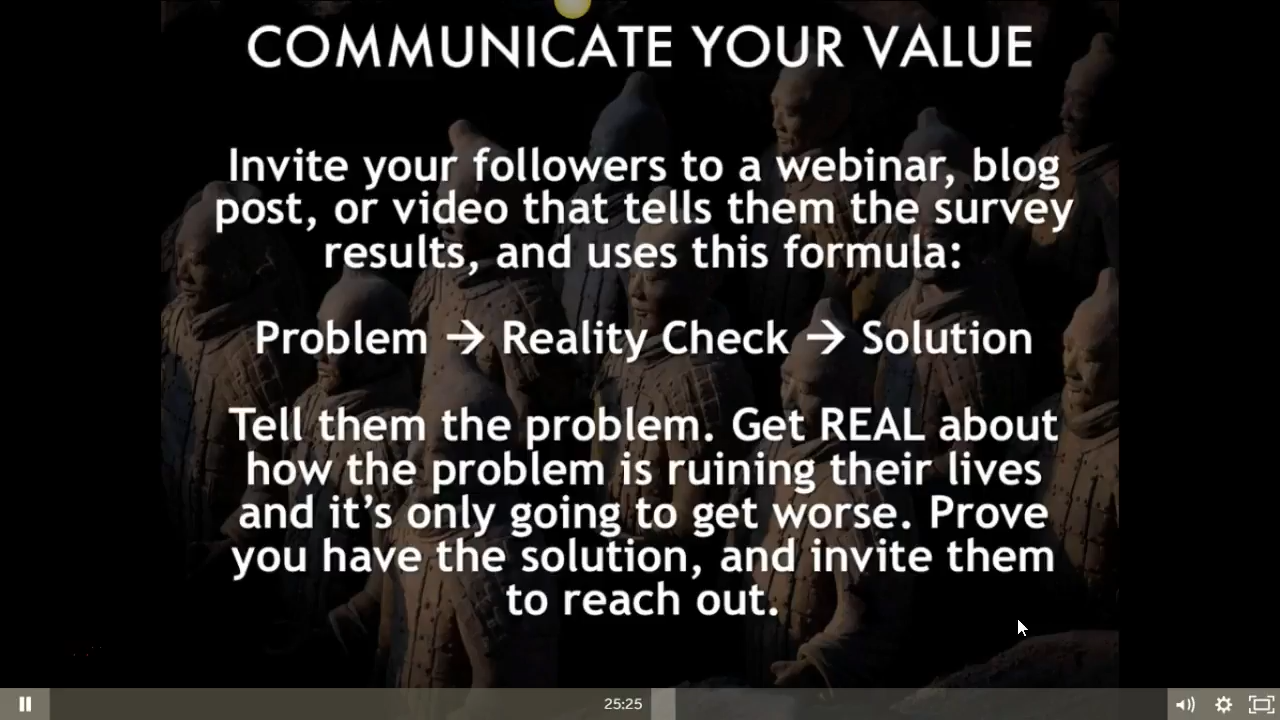 COMMUNICATE YOUR VALUE
Invite your followers to a webinar, blog
post, or video that tells them the survey
results, and uses this formula:
Problem → Reality Check → Solution
Tell them the problem. Get REAL about
how the problem is ruining their lives
and it’s only going to get worse. Prove
you have the solution, and invite them
to reach out.
25:25